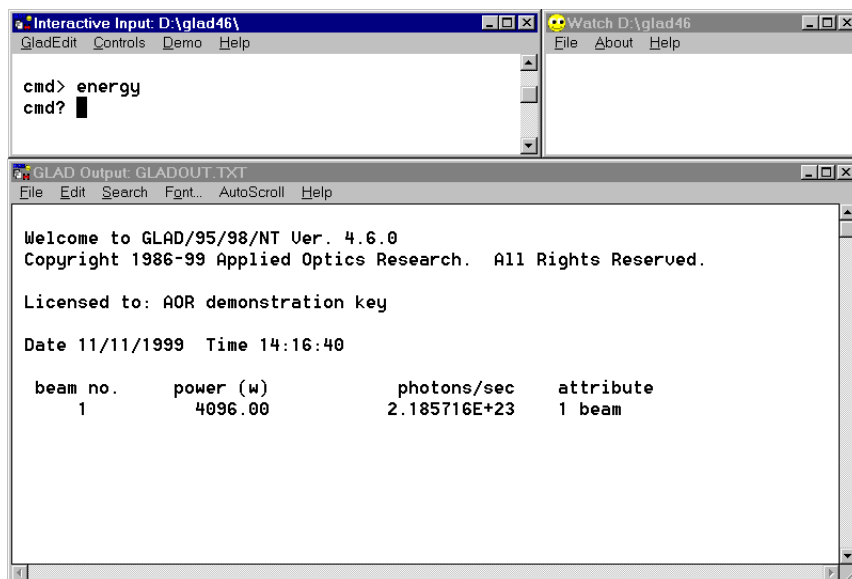 Interactive Input: D:\glad46\
GladEdit Controls Demo Help
cmd> energy
cmd?
Watch D:\glad46
File About Help
GLAD Output: GLADOUT.TXT
File Edit Search Font.. AutoScroll Help
Welcome to GLAD/95/98/NT Ver. 4.6.0
Copyright 1986-99 Applied Optics Research. All Rights Reserved.
Licensed to: AOR demonstration key
Date 11/11/1999 Time 14:16:40
beam no. power (w) photons/sec attribute
1 4096.00 2.185716E+23 1 beam